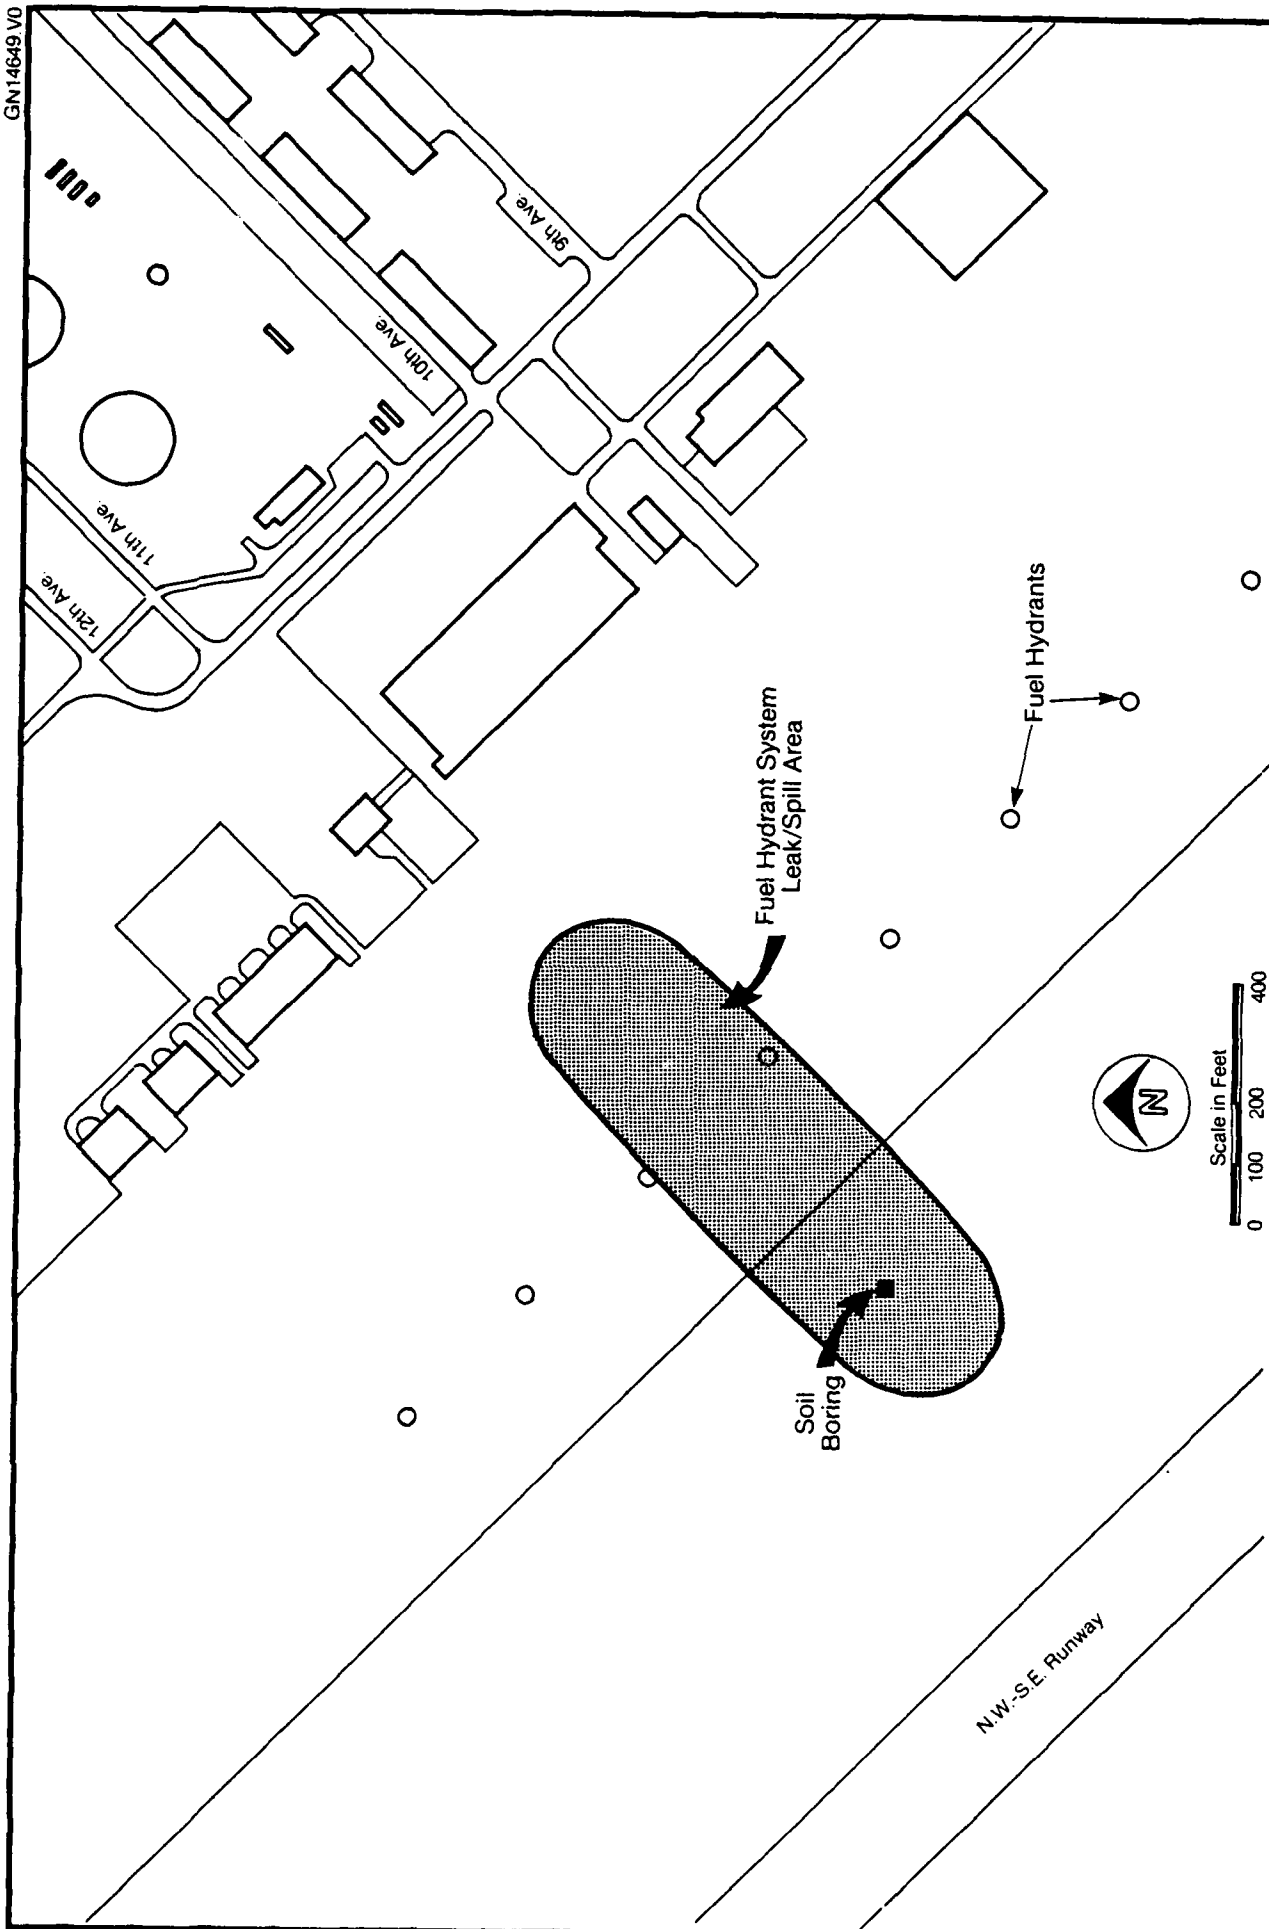 GN14649.V0
12th Ave.
11th Ave.
10th Ave.
9th Ave.
Fuel Hydrant System
Leak/Spill Area
Fuel Hydrants
Soil
Boring
N
N.W.-S.E. Runway
Scale in Feet
0 100 200 400